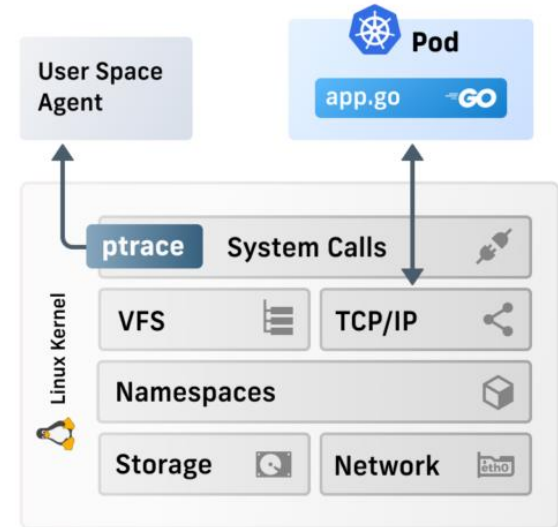 Pod
User Space
Agent
app.go GO
ptrace System Calls
VFS TCP/IP
Linux Kernel
Namespaces
Storage Network
eth0